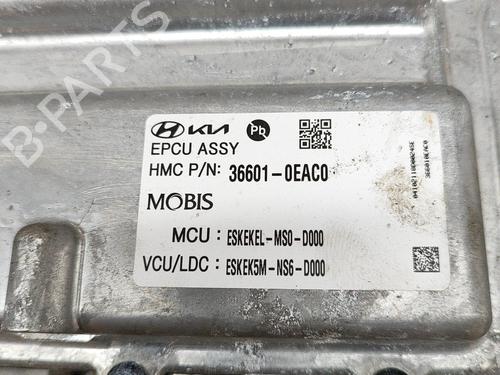 B-PARTS
HYUNDAI KIA Pb
EPCU ASSY
HMC P/N: 36601-0EAC0
MOBIS
MCU : ESKEKEL-MS0-D000
VCU/LDC : ESKEK5M-NS6-D000
366010EAC0